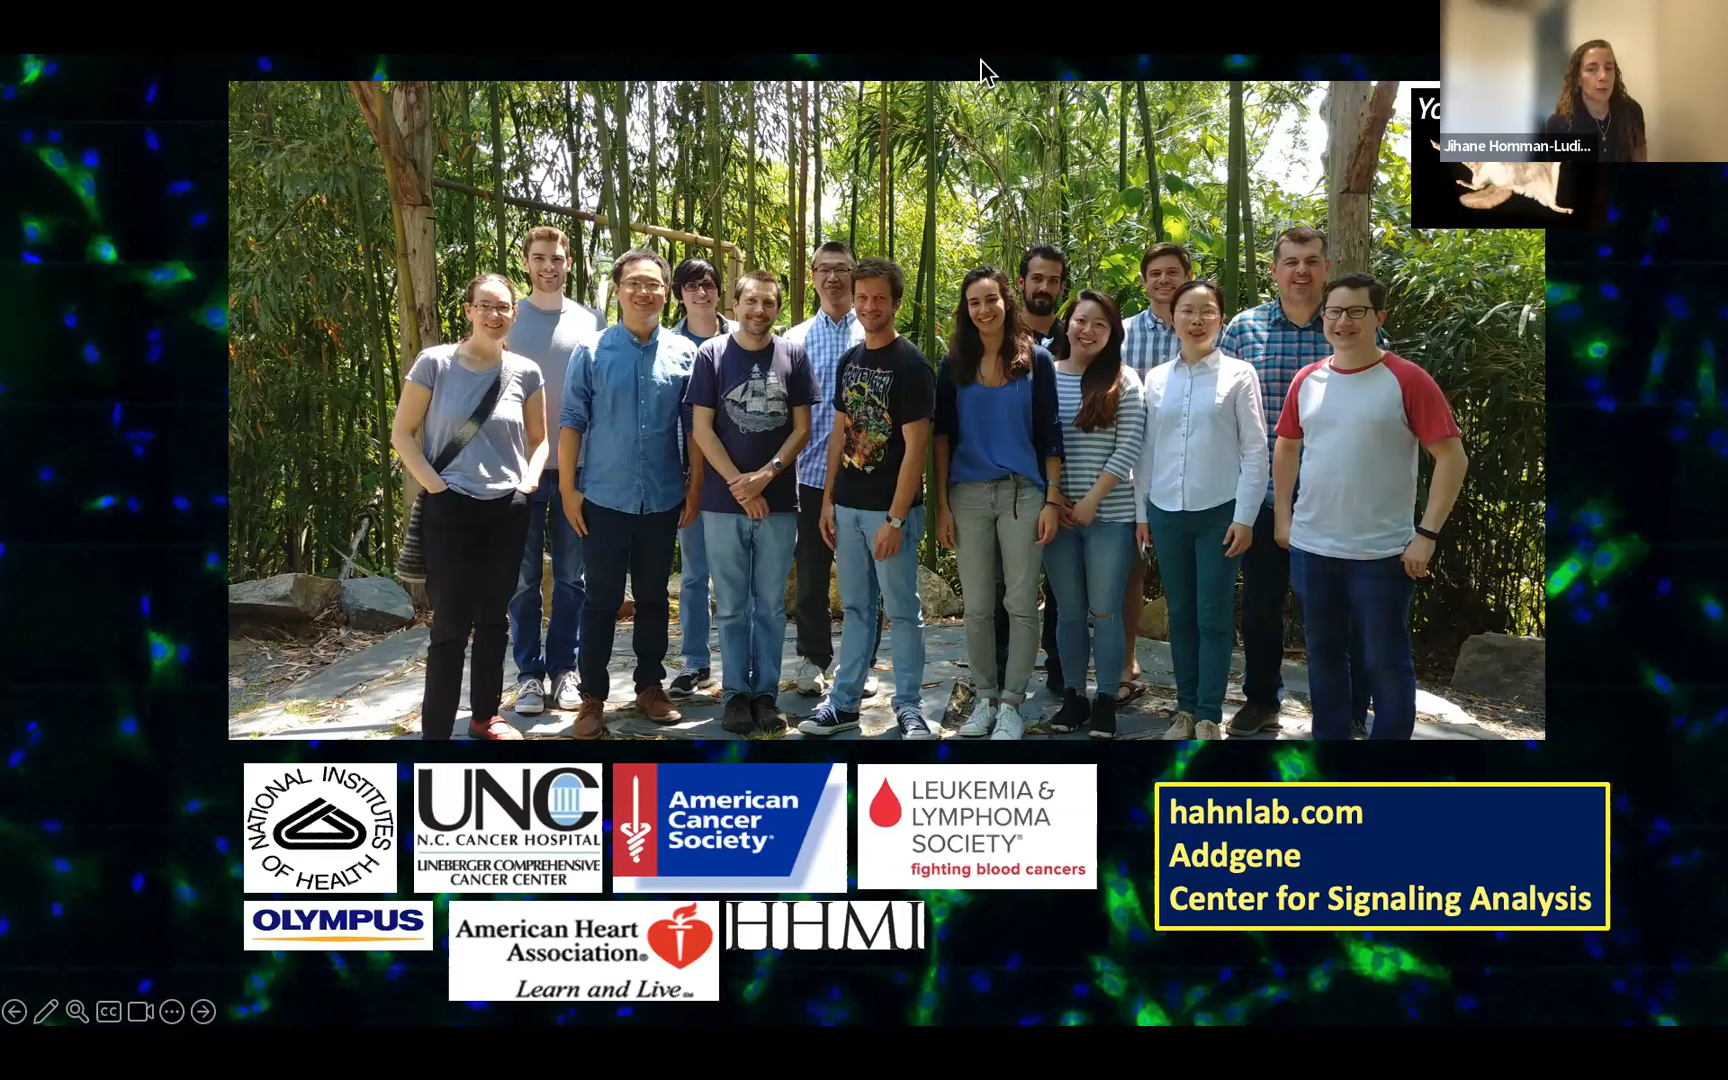 Jihane Homman-Ludi...
NATIONAL INSTITUTES
OF HEALTH
UNC
N.C. CANCER HOSPITAL
LINEBERGER COMPREHENSIVE
CANCER CENTER
American
Cancer
Society®
LEUKEMIA &
LYMPHOMA
SOCIETY®
fighting blood cancers
hahnlab.com
Addgene
Center for Signaling Analysis
OLYMPUS
American Heart
Association®
Learn and Live
HHMI
CC